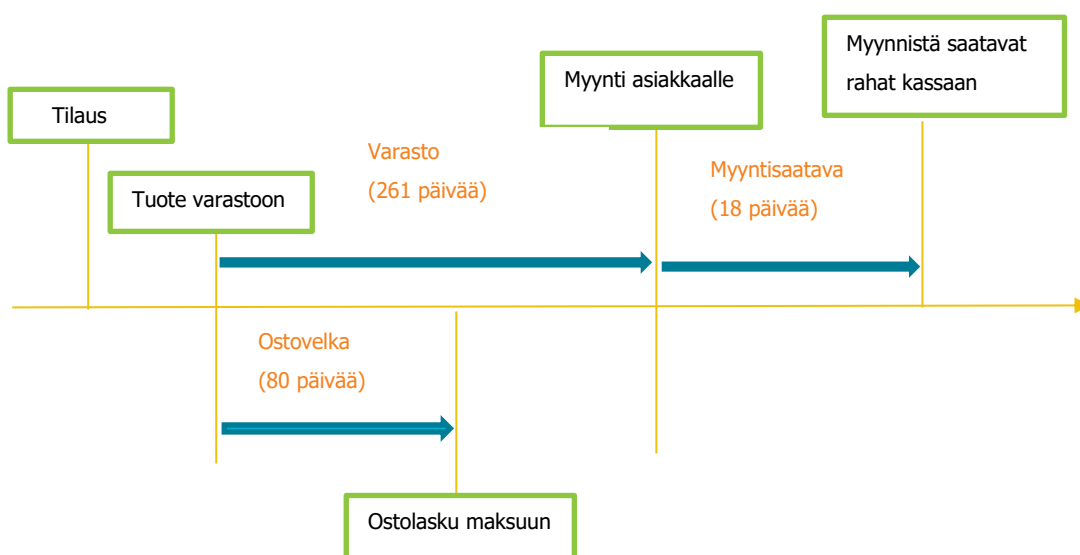 Tilaus
Tuote varastoon
Varasto
(261 päivää)
Myynti asiakkaalle
Myyntisaatava
(18 päivää)
Myynnistä saatavat
rahat kassaan
Ostovelka
(80 päivää)
Ostolasku maksuun